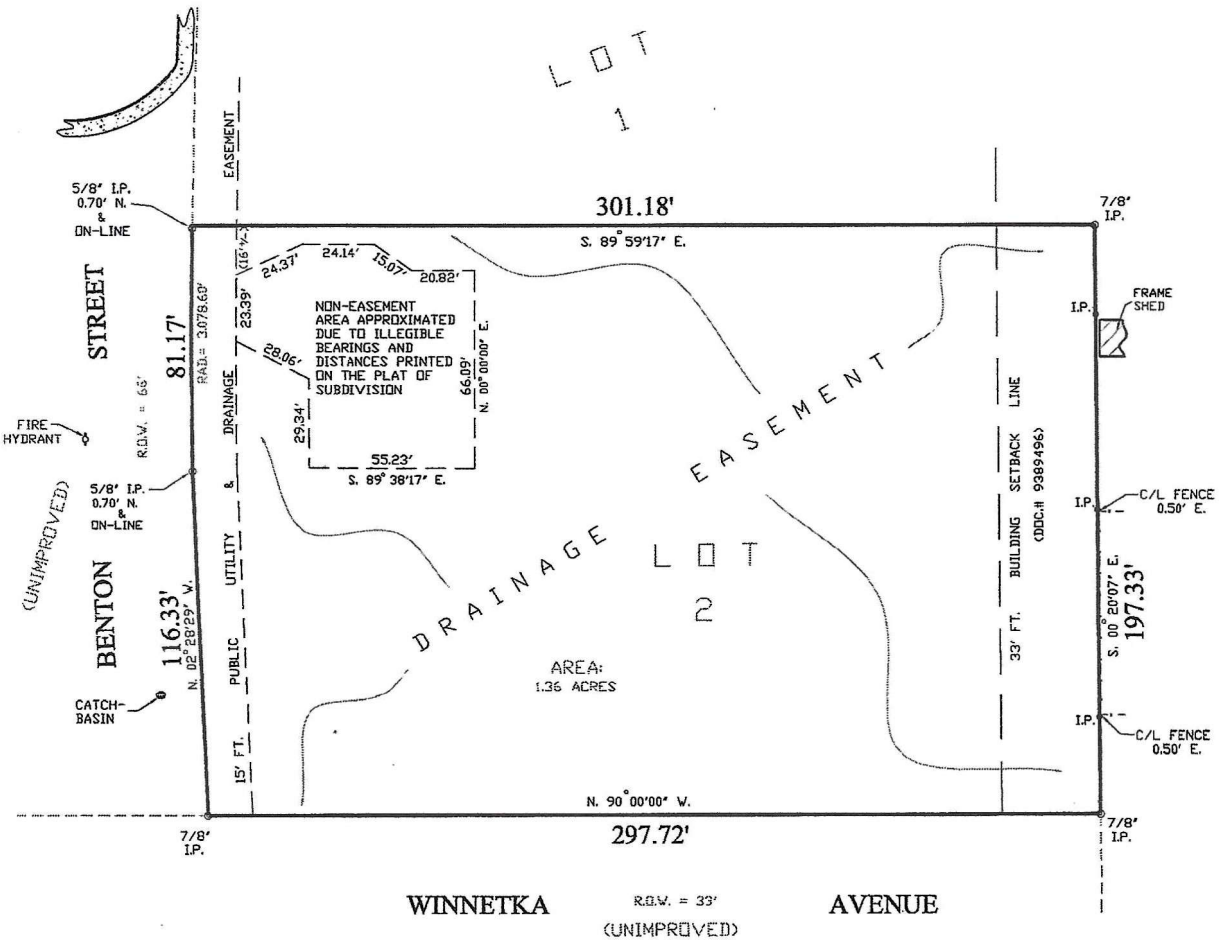 LOT
1
EASEMENT
5/8" I.P.
0.70' N.
&
ON-LINE
301.18'
S. 89° 59'17" E.
7/8"
I.P.
(16'+/-)
24.37'
24.14'
15.07'
20.82'
I.P.
FRAME
SHED
STREET
81.17'
RAD.= 3,078.60'
23.39'
NON-EASEMENT
AREA APPROXIMATED
DUE TO ILLEGIBLE
BEARINGS AND
DISTANCES PRINTED
ON THE PLAT OF
SUBDIVISION
28.06'
66.09'
N. 00°00'00" E.
29.34'
R.O.W. = 66'
FIRE
HYDRANT
DRAINAGE
55.23'
S. 89° 38'17" E.
EASEMENT
LINE
5/8" I.P.
0.70' N.
&
ON-LINE
&
SETBACK
(DOC.# 9389496)
I.P.
C/L FENCE
0.50' E.
(UNIMPROVED)
UTILITY
DRAINAGE
LOT
2
BUILDING
BENTON
116.33'
N. 02° 28'29" W.
PUBLIC
33' FT.
S. 00° 20'07" E.
197.33'
AREA:
1.36 ACRES
CATCH-
BASIN
15' FT.
I.P.
C/L FENCE
0.50' E.
N. 90°00'00" W.
7/8"
I.P.
297.72'
7/8"
I.P.
WINNETKA R.O.W. = 33' AVENUE
(UNIMPROVED)